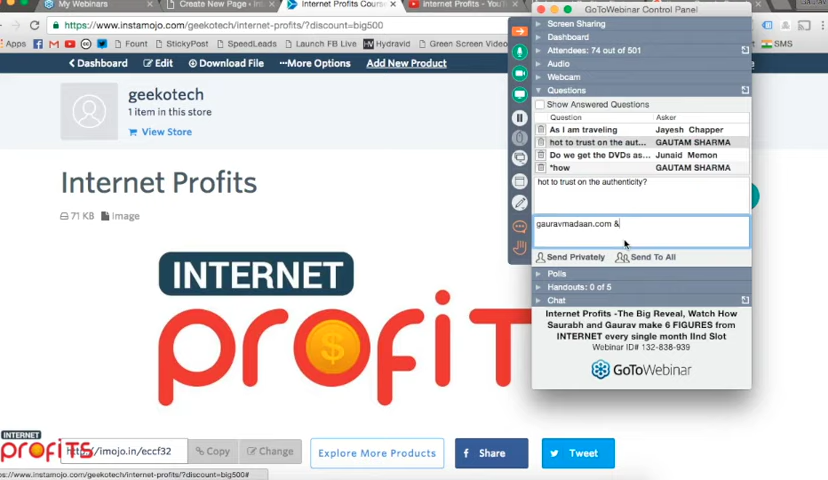 My Webinars
Create New Page - Inst
Internet Profits Cours
internet Profits - YouT
GoToWebinar Control Panel
https://www.instamojo.com/geekotech/internet-profits/?discount=big500
Fount
StickyPost
SpeedLeads
Launch FB Live
Hydravid
Green Screen Video
SMS
Dashboard
Edit
Download File
More Options
Add New Product
geekotech
1 item in this store
View Store
Internet Profits
71 KB
Image
INTERNET
profiT
INTERNET
profiTS
http://imojo.in/eccf32
Copy
Change
Explore More Products
Share
Tweet
https://www.instamojo.com/geekotech/internet-profits/?discount=big500#
Screen Sharing
Dashboard
Attendees: 74 out of 501
Audio
Webcam
Questions
Show Answered Questions
Question Asker
As I am traveling Jayesh Chapper
hot to trust on the aut... GAUTAM SHARMA
Do we get the DVDs as... Junaid Memon
*how GAUTAM SHARMA
hot to trust on the authenticity?
gauravmadaan.com &
Send Privately
Send To All
Polls
Handouts: 0 of 5
Chat
Internet Profits -The Big Reveal, Watch How
Saurabh and Gaurav make 6 FIGURES from
INTERNET every single month IInd Slot
Webinar ID# 132-838-939
GoToWebinar